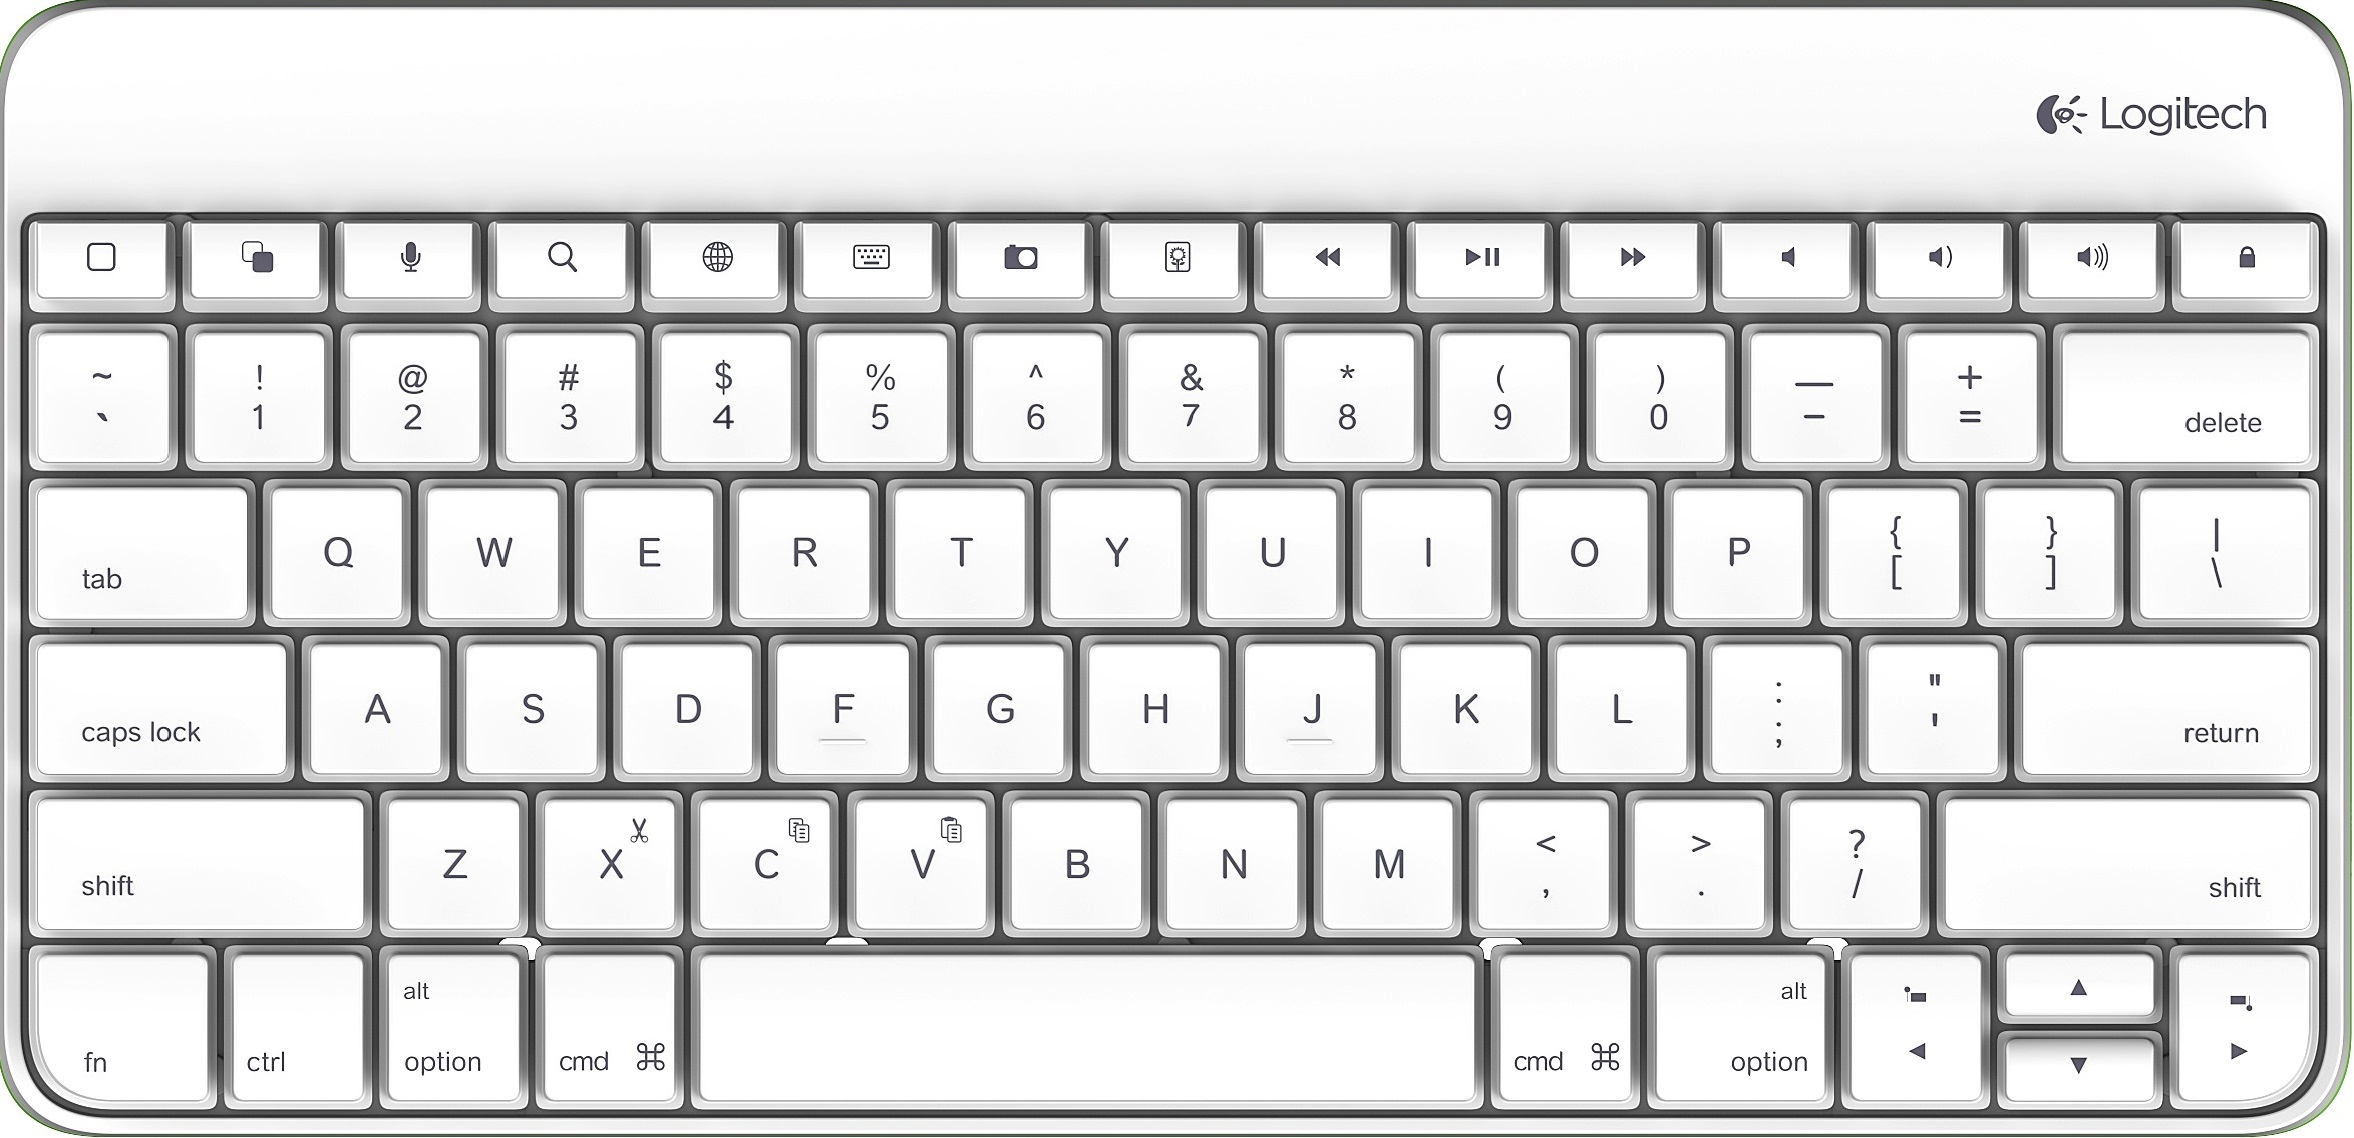 Logitech
~ ! @ # $ % ^ & * ( ) — +
` 1 2 3 4 5 6 7 8 9 0 - = delete
tab Q W E R T Y U I O P { } |
[ ] \
caps lock A S D F G H J K L : "
; ' return
shift Z X C V B N M < > ?
, . / shift
alt alt
fn ctrl option cmd ⌘ cmd ⌘ option